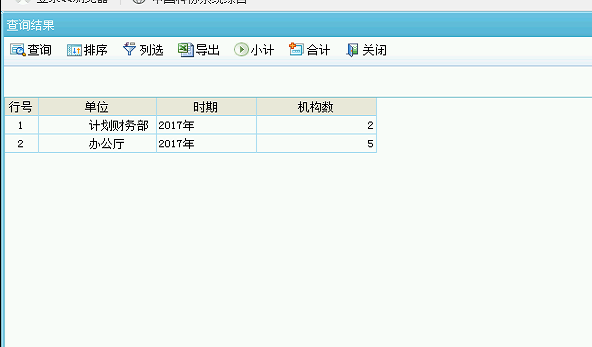 查询结果
查询 排序 列选 导出 小计 合计 关闭
行号 单位 时期 机构数
1 计划财务部 2017年 2
2 办公厅 2017年 5